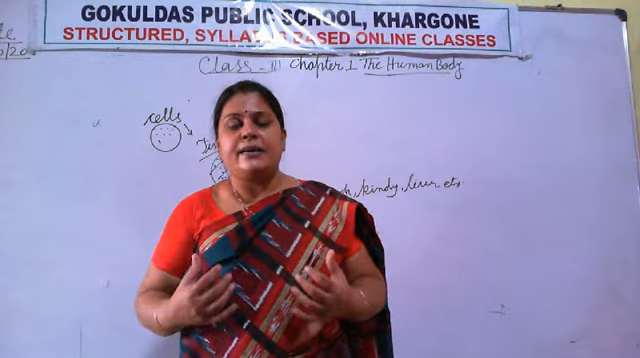 GOKULDAS PUBLIC SCHOOL, KHARGONE
STRUCTURED, SYLLABUS BASED ONLINE CLASSES
Class - III Chapter 1 The Human Body
cells
kindy, liver etc.